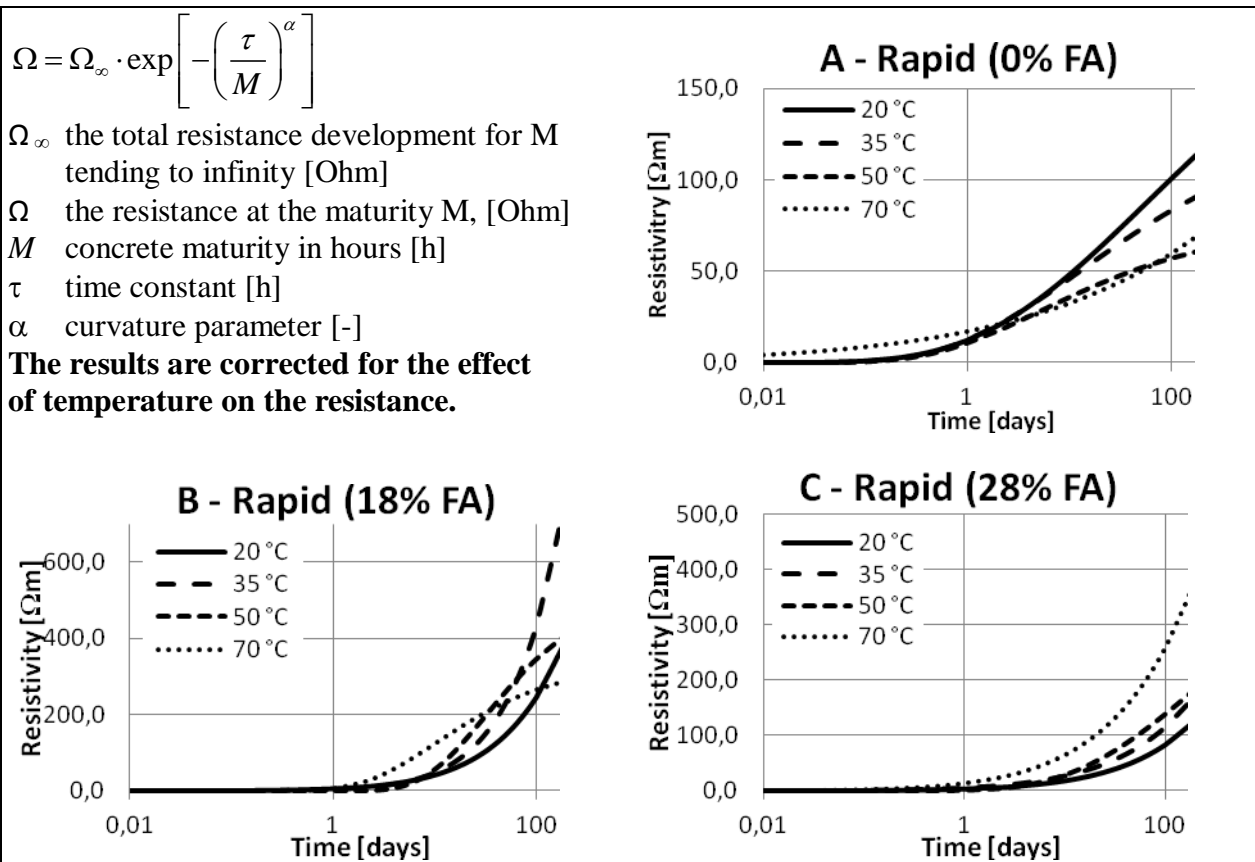 Ω = Ω∞ · exp[−(τ/M)^α]
Ω∞ the total resistance development for M
tending to infinity [Ohm]
Ω the resistance at the maturity M, [Ohm]
M concrete maturity in hours [h]
τ time constant [h]
α curvature parameter [-]
The results are corrected for the effect
of temperature on the resistance.
A - Rapid (0% FA)
150,0
100,0
50,0
0,0
Resistivitry [Ωm]
20 °C
35 °C
50 °C
70 °C
0,01
1
100
Time [days]
B - Rapid (18% FA)
600,0
400,0
200,0
0,0
Resistivity [Ωm]
20 °C
35 °C
50 °C
70 °C
0,01
1
100
Time [days]
C - Rapid (28% FA)
500,0
400,0
300,0
200,0
100,0
0,0
Resistivity [Ωm]
20 °C
35 °C
50 °C
70 °C
0,01
1
100
Time [days]